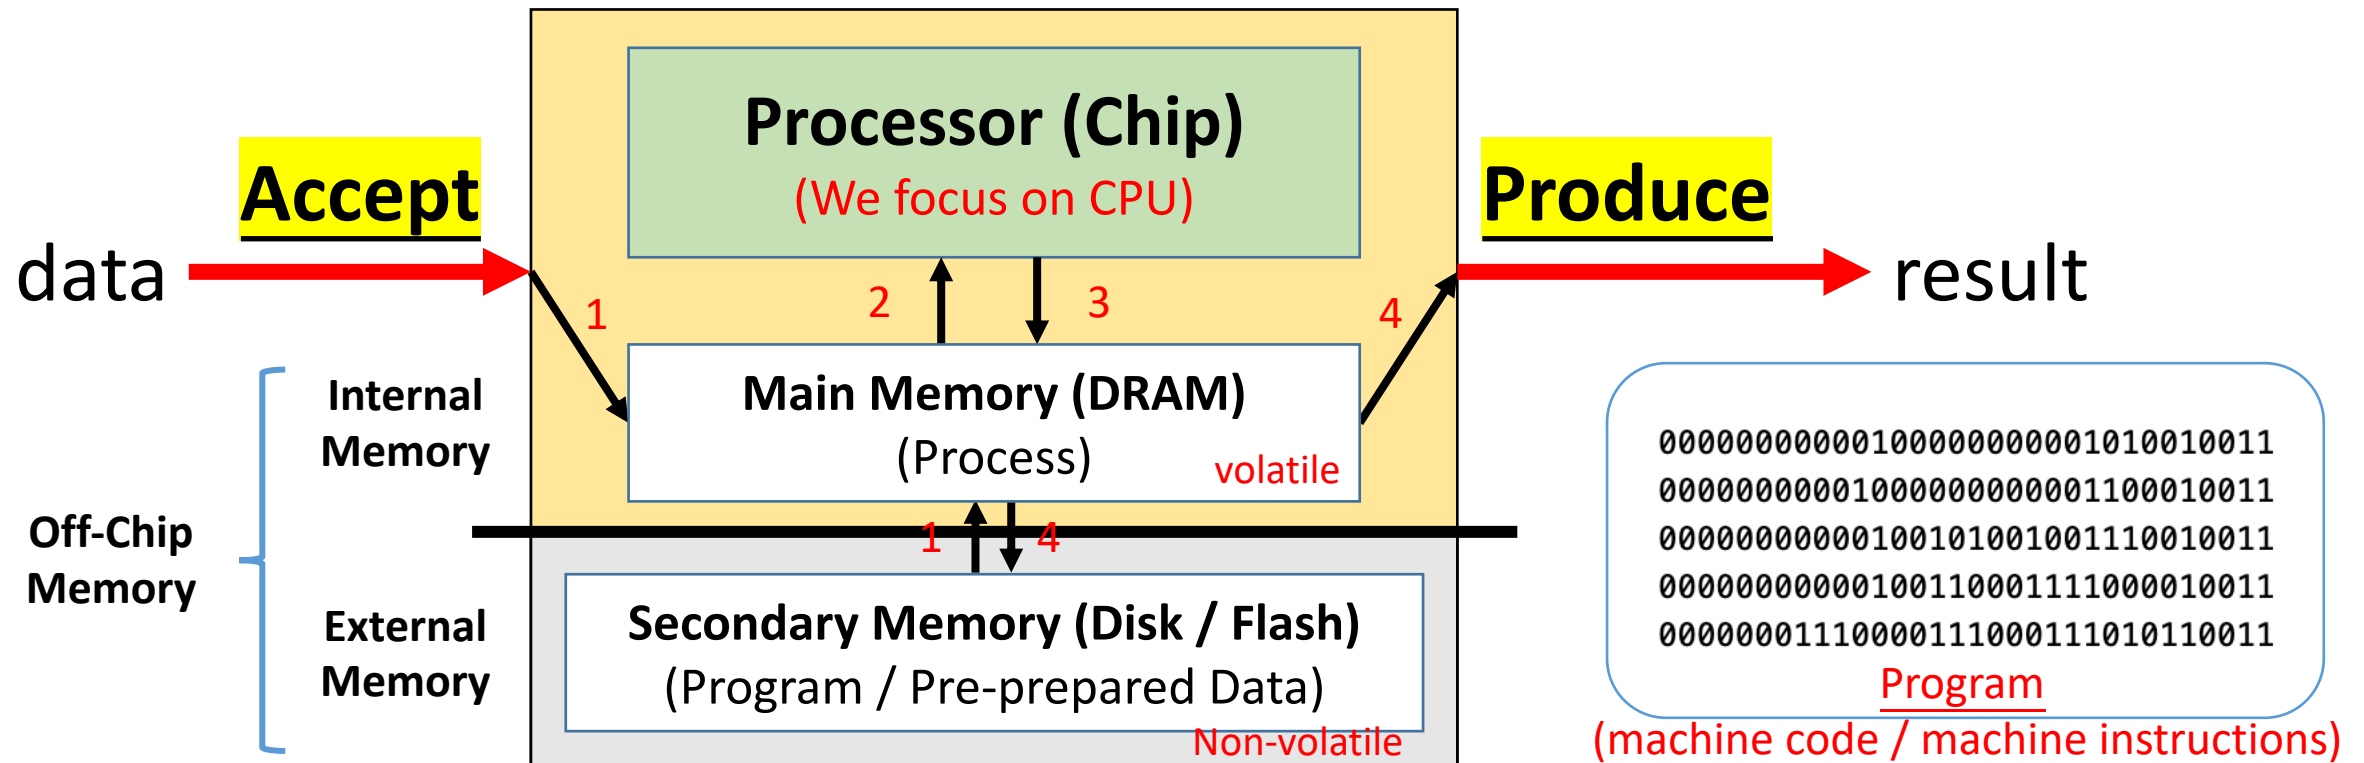 Processor (Chip)
(We focus on CPU)
Accept
Produce
data
result
1
2
3
4
Internal
Memory
Main Memory (DRAM)
(Process)
volatile
Off-Chip
Memory
1
4
External
Memory
Secondary Memory (Disk / Flash)
(Program / Pre-prepared Data)
Non-volatile
00000000000100000000001010010011
00000000001000000000001100010011
00000000000100101001001110010011
00000000000100110001111000010011
00000001110000111000111010110011
Program
(machine code / machine instructions)